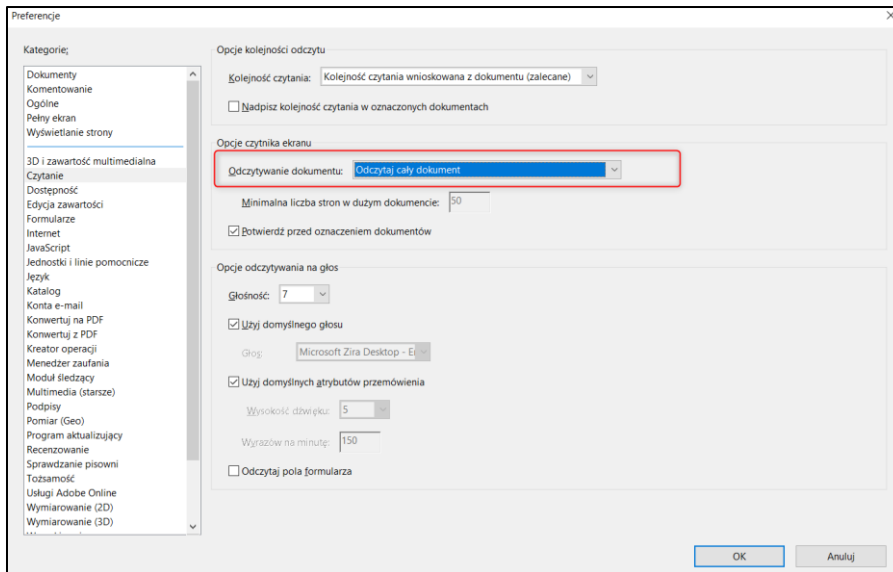 Preferencje
Kategorie;
Dokumenty
Komentowanie
Ogólne
Pełny ekran
Wyświetlanie strony
3D i zawartość multimedialna
Czytanie
Dostępność
Edycja zawartości
Formularze
Internet
JavaScript
Jednostki i linie pomocnicze
Język
Katalog
Konta e-mail
Konwertuj na PDF
Konwertuj z PDF
Kreator operacji
Menedżer zaufania
Moduł śledzący
Multimedia (starsze)
Podpisy
Pomiar (Geo)
Program aktualizujący
Recenzowanie
Sprawdzanie pisowni
Tożsamość
Usługi Adobe Online
Wymiarowanie (2D)
Wymiarowanie (3D)
Opcje kolejności odczytu
Kolejność czytania: Kolejność czytania wnioskowana z dokumentu (zalecane)
Nadpisz kolejność czytania w oznaczonych dokumentach
Opcje czytnika ekranu
Odczytywanie dokumentu: Odczytaj cały dokument
Minimalna liczba stron w dużym dokumencie: 50
Potwierdź przed oznaczeniem dokumentów
Opcje odczytywania na głos
Głośność: 7
Użyj domyślnego głosu
Głos: Microsoft Zira Desktop -
Użyj domyślnych atrybutów przemówienia
Wysokość dźwięku: 5
Wyrazów na minutę: 150
Odczytaj pola formularza
OK Anuluj